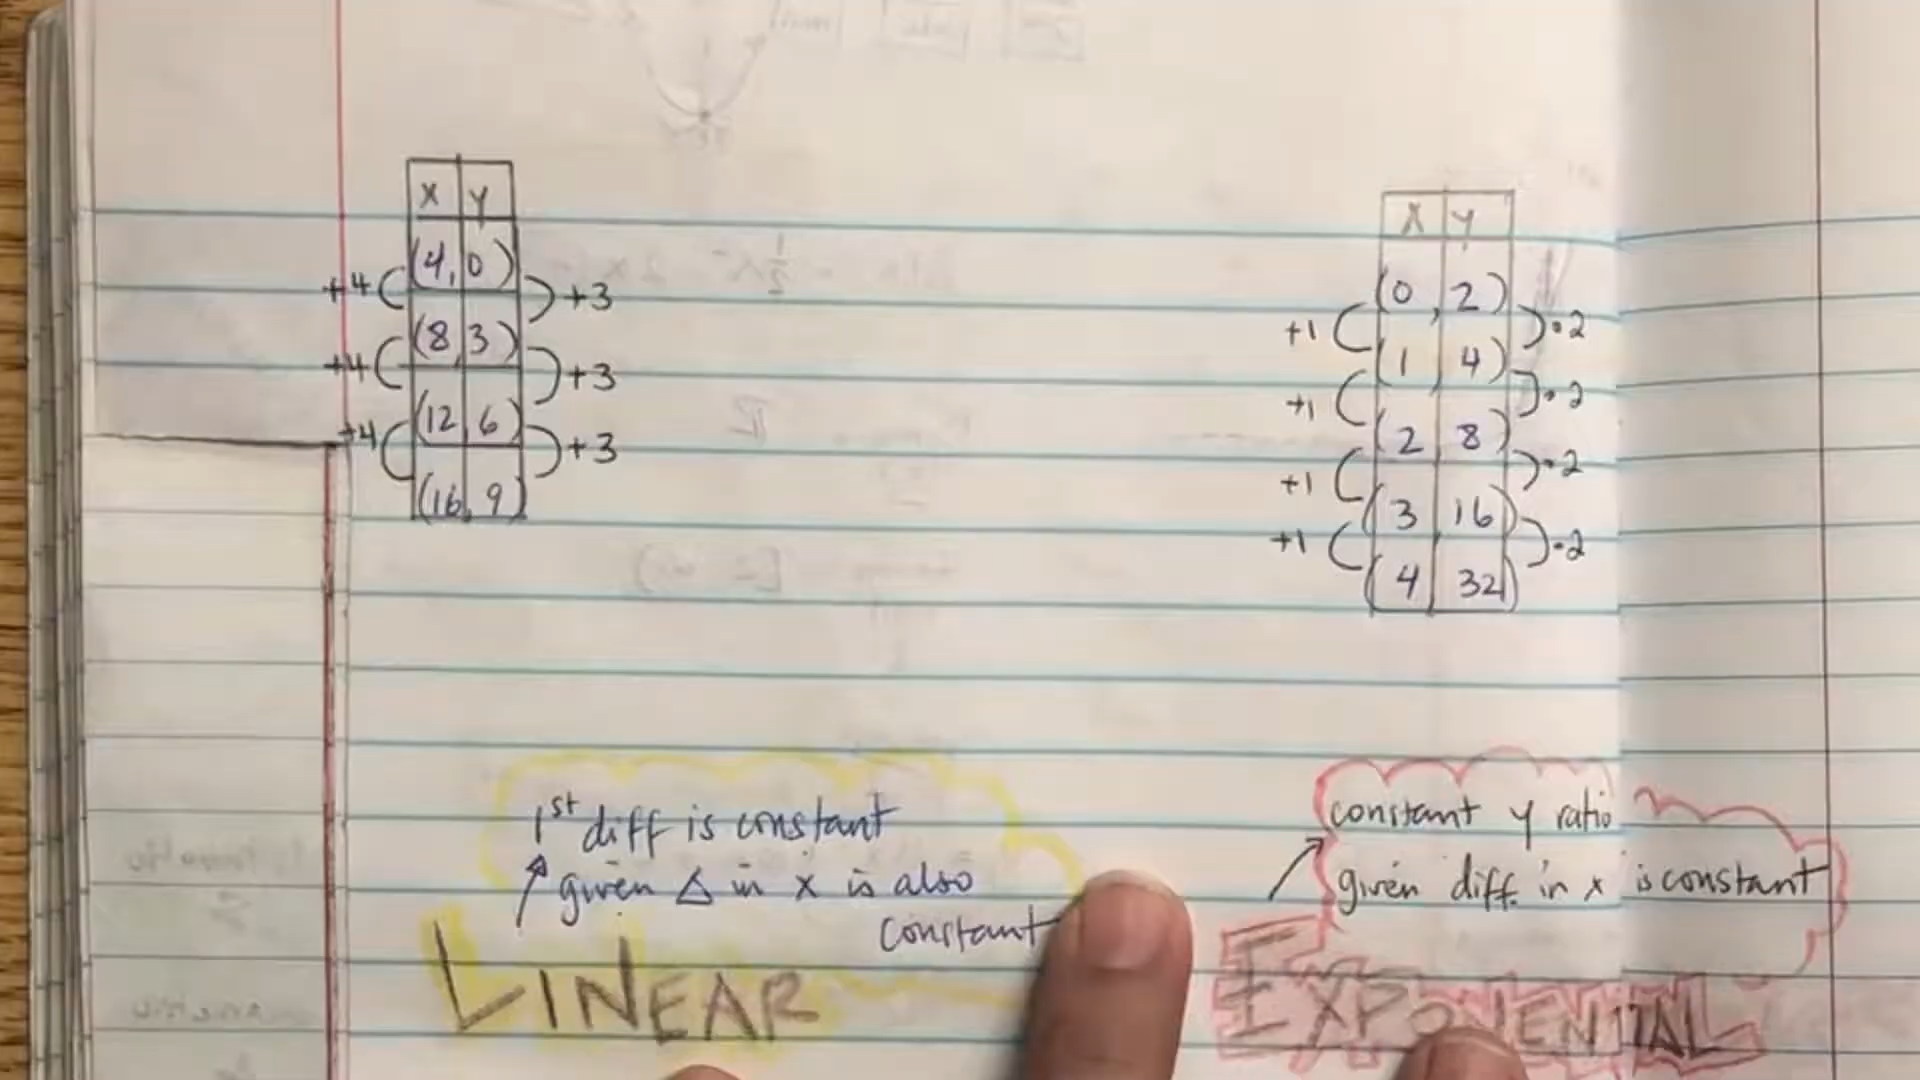 x y
(4, 0)
+4 +3
(8, 3)
+4 +3
(12, 6)
+4 +3
(16, 9)
1st diff is constant
given Δ in x is also
constant
LINEAR
x y
(0, 2)
+1 •2
(1, 4)
+1 •2
(2 8)
+1 •2
(3 16)
+1 •2
(4 32)
constant y ratio
given diff. in x is constant
EXPONENTIAL